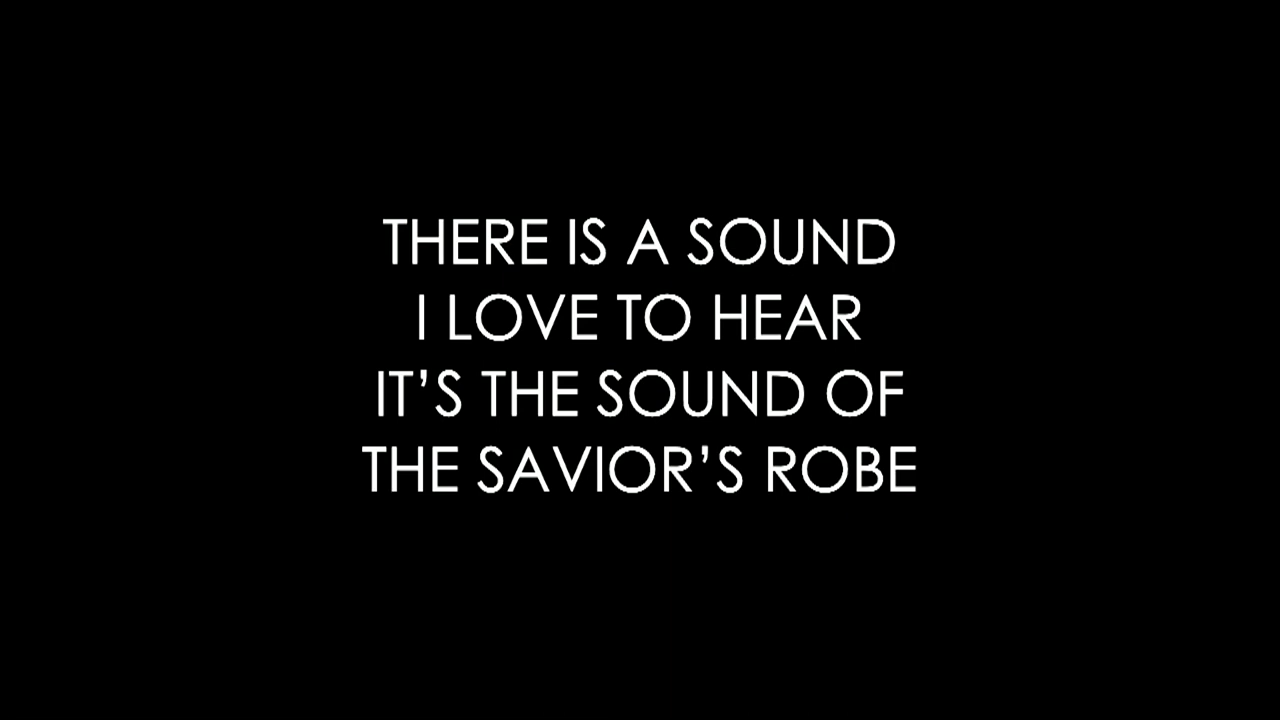 THERE IS A SOUND
I LOVE TO HEAR
IT’S THE SOUND OF
THE SAVIOR’S ROBE